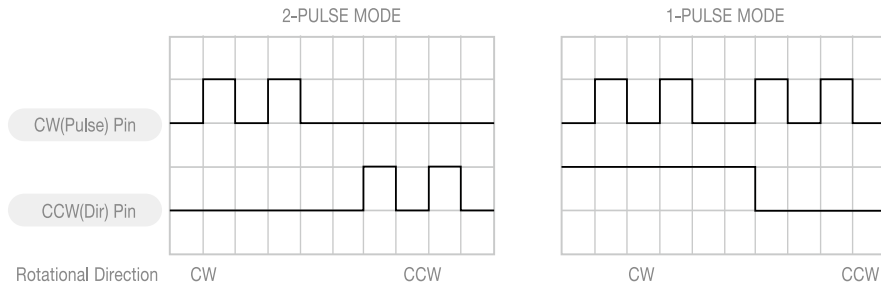 2-PULSE MODE
1-PULSE MODE
CW(Pulse) Pin
CCW(Dir) Pin
Rotational Direction CW CCW CW CCW